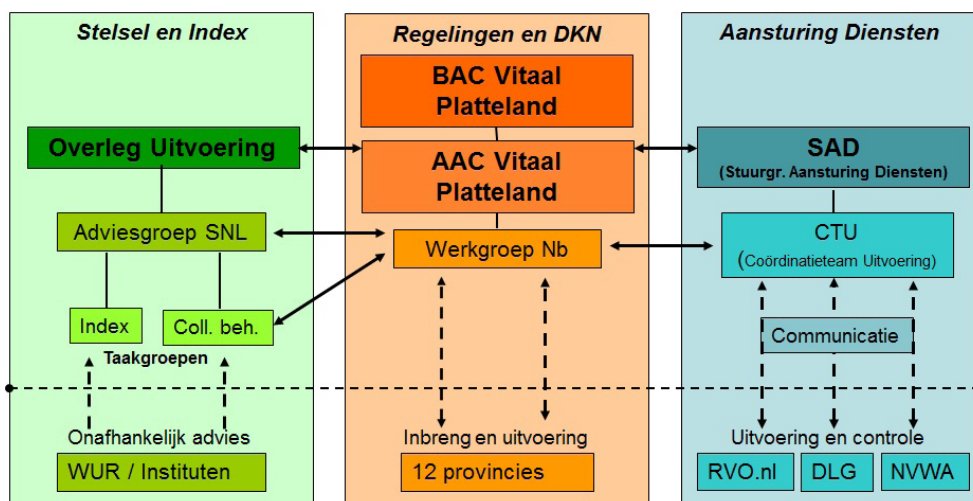 Stelsel en Index
Overleg Uitvoering
Adviesgroep SNL
Index
Coll. beh.
Taakgroepen
Onafhankelijk advies
WUR / Instituten
Regelingen en DKN
BAC Vitaal
Platteland
AAC Vitaal
Platteland
Werkgroep Nb
Inbreng en uitvoering
12 provincies
Aansturing Diensten
SAD
(Stuurgr. Aansturing Diensten)
CTU
(Coördinatieteam Uitvoering)
Communicatie
Uitvoering en controle
RVO.nl
DLG
NVWA